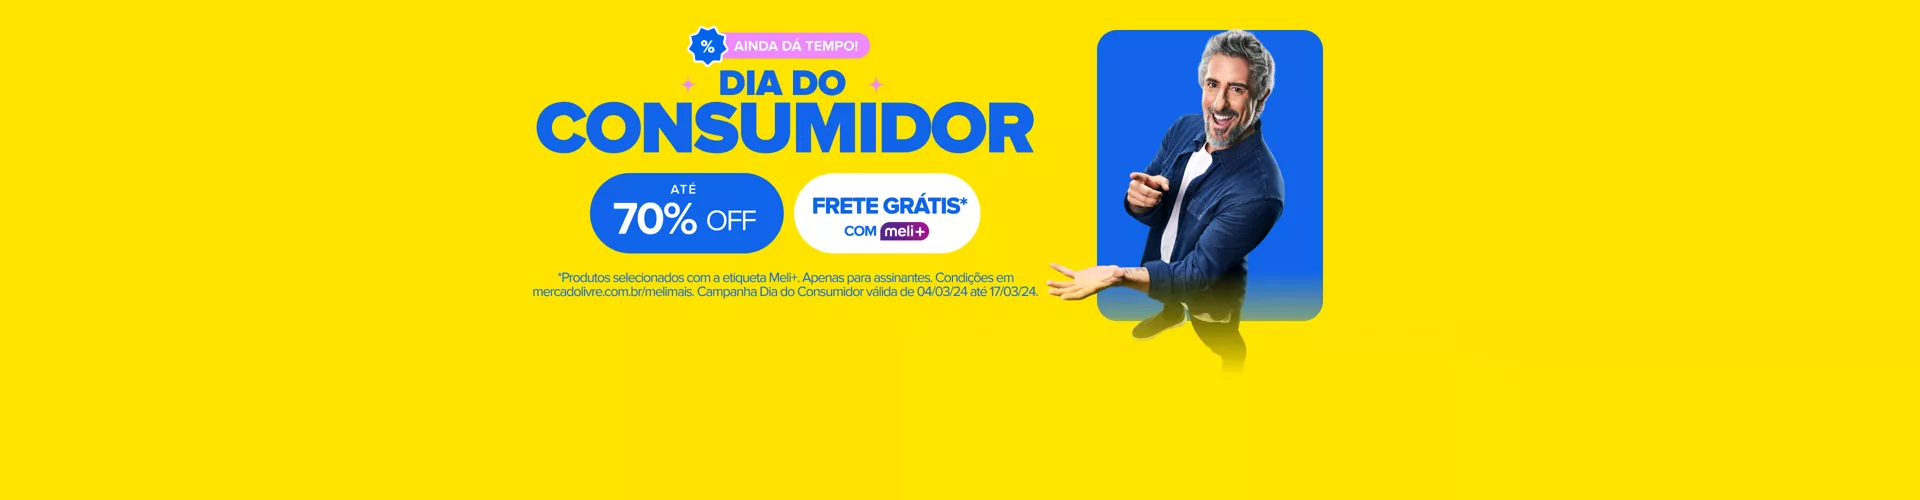 %
AINDA DÁ TEMPO!
DIA DO
CONSUMIDOR
ATÉ
70% OFF
FRETE GRÁTIS*
COM meli+
*Produtos selecionados com a etiqueta Meli+. Apenas para assinantes. Condições em
mercadolivre.com.br/melimais. Campanha Dia do Consumidor válida de 04/03/24 até 17/03/24.